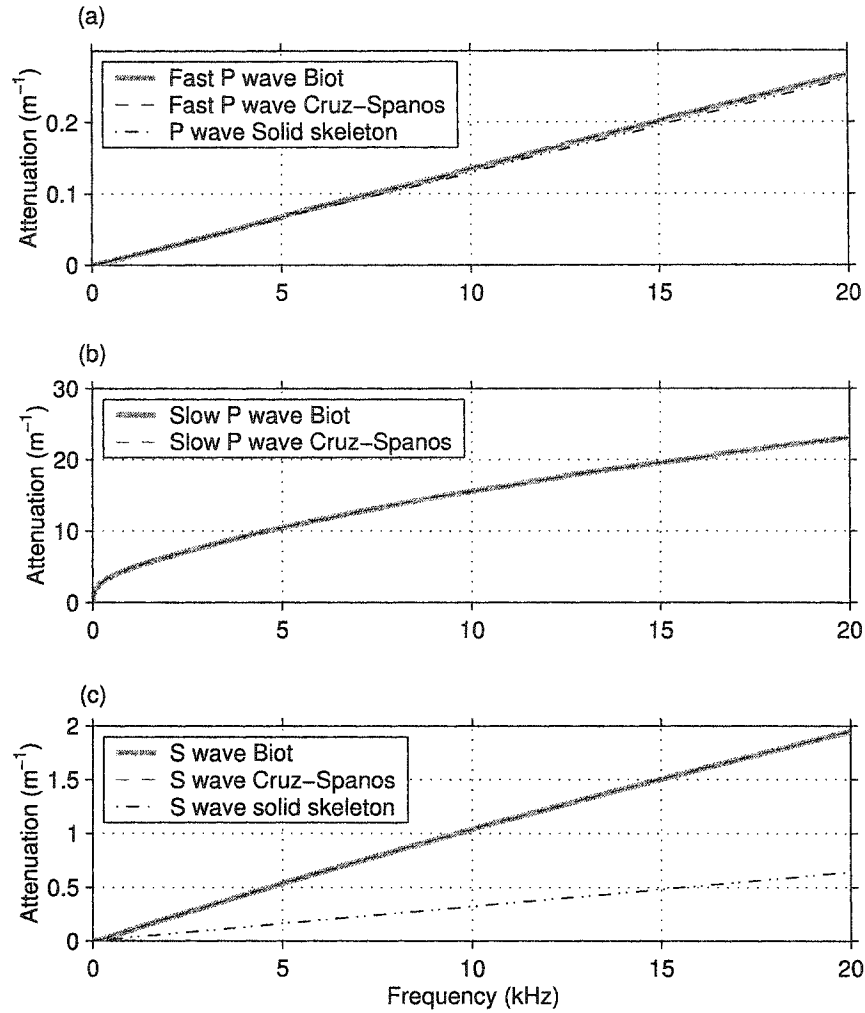 (a)
Attenuation (m⁻¹)
0.2
0.1
0
Fast P wave Biot
Fast P wave Cruz−Spanos
P wave Solid skeleton
0 5 10 15 20
(b)
Attenuation (m⁻¹)
30
20
10
0
Slow P wave Biot
Slow P wave Cruz−Spanos
0 5 10 15 20
(c)
Attenuation (m⁻¹)
2
1.5
1
0.5
0
S wave Biot
S wave Cruz−Spanos
S wave solid skeleton
0 5 10 15 20
Frequency (kHz)